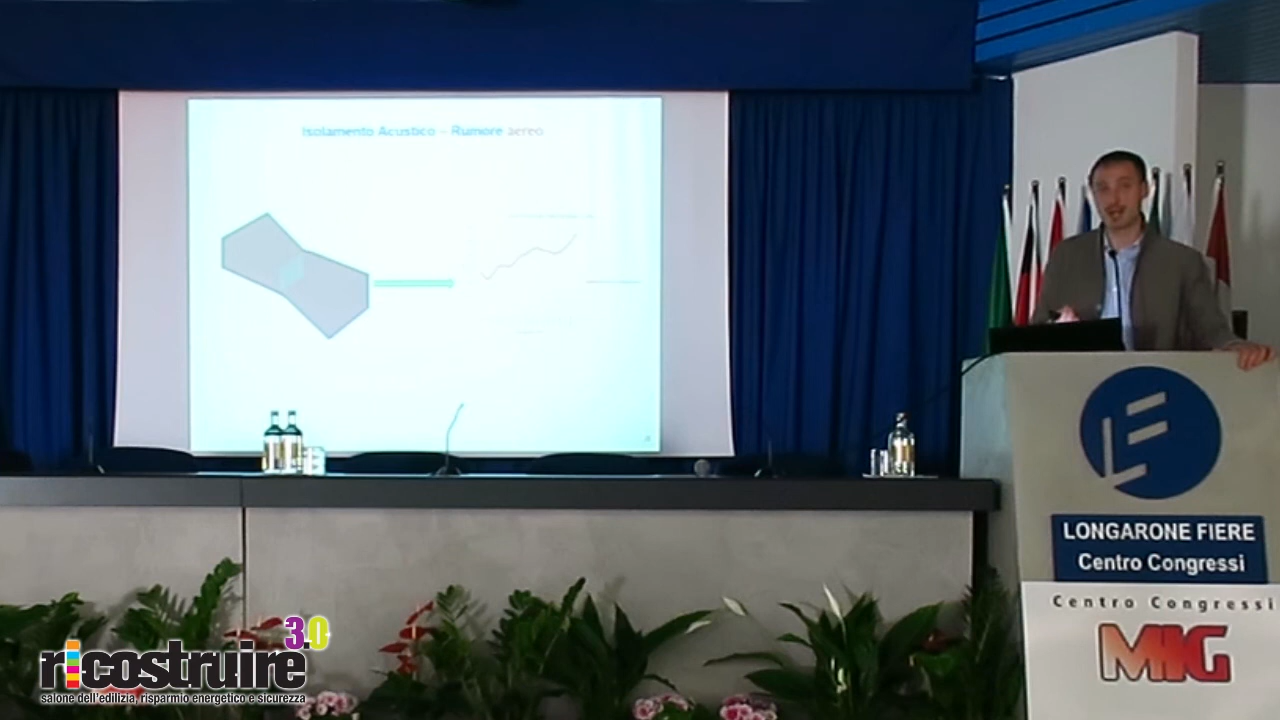 Isolamento Acustico - Rumore aereo
LONGARONE FIERE
Centro Congressi
Centro Congressi
MIG
ricostruire 3.0
salone dell'edilizia, risparmio energetico e sicurezza